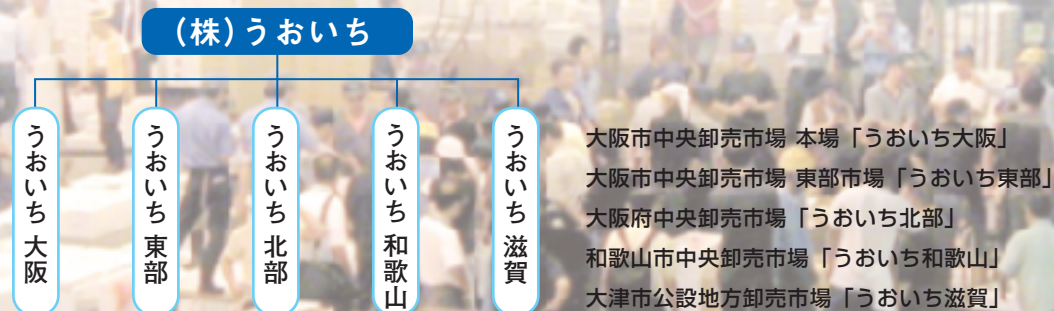 (株)うおいち
うおいち 大阪
うおいち 東部
うおいち 北部
うおいち 和歌山
うおいち 滋賀
大阪市中央卸売市場 本場「うおいち大阪」
大阪市中央卸売市場 東部市場「うおいち東部」
大阪府中央卸売市場「うおいち北部」
和歌山市中央卸売市場「うおいち和歌山」
大津市公設地方卸売市場「うおいち滋賀」